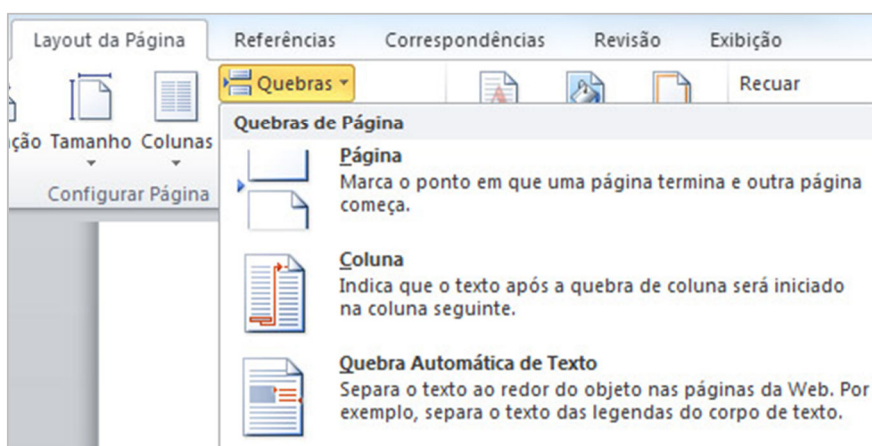 Layout da Página Referências Correspondências Revisão Exibição
Quebras Recuar
ção Tamanho Colunas
Configurar Página
Quebras de Página
Página
Marca o ponto em que uma página termina e outra página
começa.
Coluna
Indica que o texto após a quebra de coluna será iniciado
na coluna seguinte.
Quebra Automática de Texto
Separa o texto ao redor do objeto nas páginas da Web. Por
exemplo, separa o texto das legendas do corpo de texto.